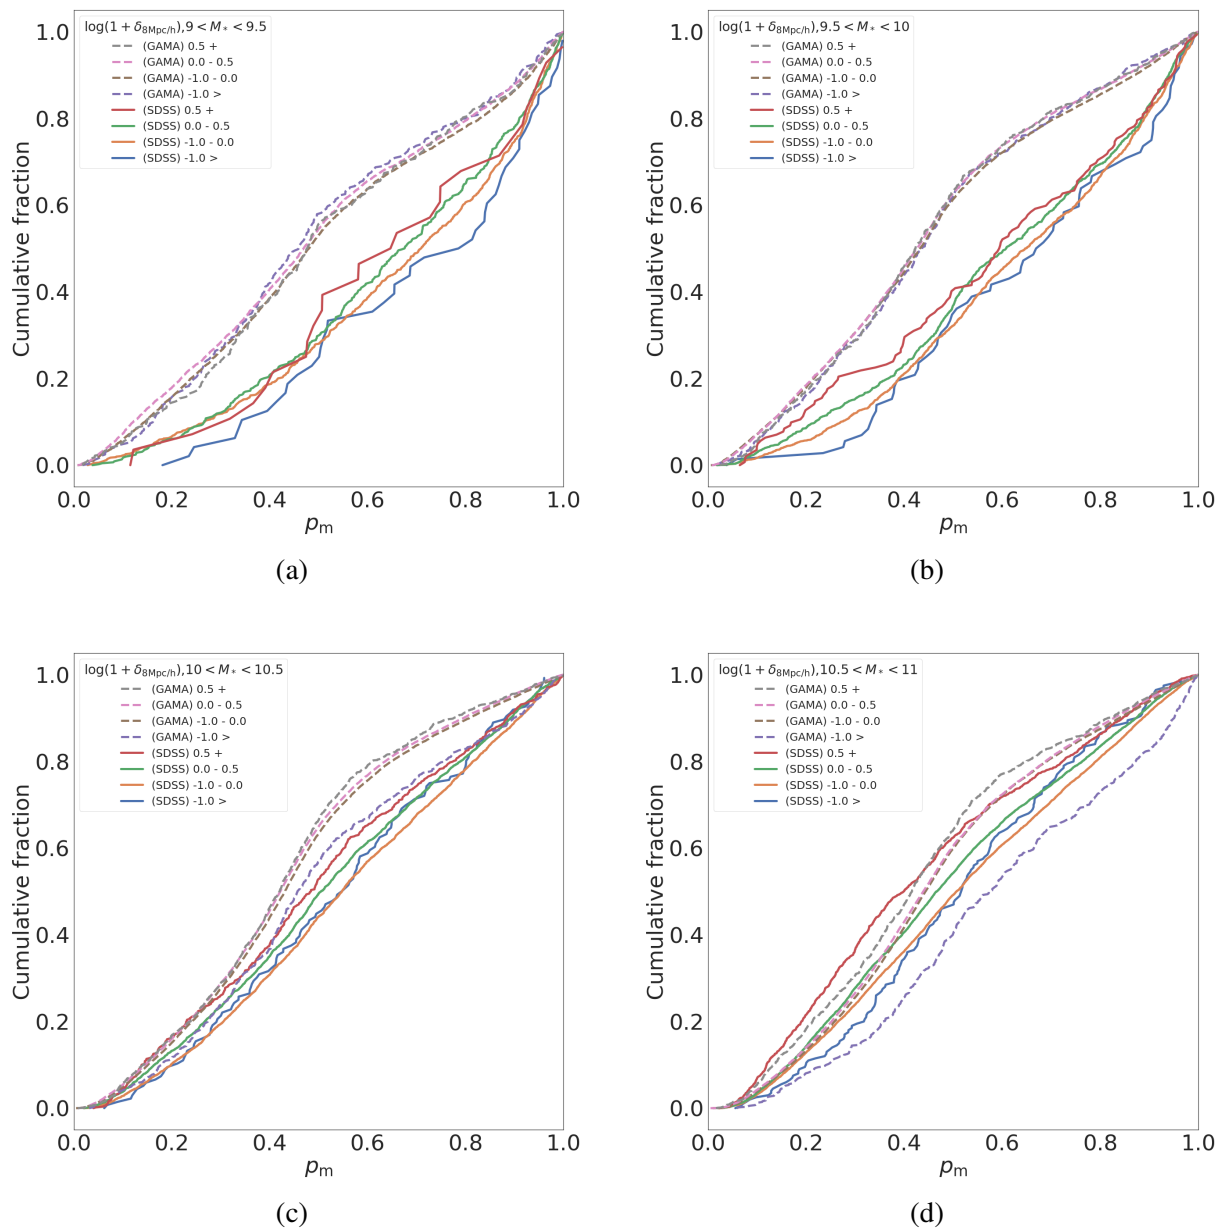 log(1 + δ8Mpc/h),9 < M* < 9.5
(GAMA) 0.5 +
(GAMA) 0.0 - 0.5
(GAMA) -1.0 - 0.0
(GAMA) -1.0 >
(SDSS) 0.5 +
(SDSS) 0.0 - 0.5
(SDSS) -1.0 - 0.0
(SDSS) -1.0 >
1.0
0.8
0.6
0.4
0.2
0.0
Cumulative fraction
0.0 0.2 0.4 0.6 0.8 1.0
pm
(a)
log(1 + δ8Mpc/h),9.5 < M* < 10
(GAMA) 0.5 +
(GAMA) 0.0 - 0.5
(GAMA) -1.0 - 0.0
(GAMA) -1.0 >
(SDSS) 0.5 +
(SDSS) 0.0 - 0.5
(SDSS) -1.0 - 0.0
(SDSS) -1.0 >
1.0
0.8
0.6
0.4
0.2
0.0
Cumulative fraction
0.0 0.2 0.4 0.6 0.8 1.0
pm
(b)
log(1 + δ8Mpc/h),10 < M* < 10.5
(GAMA) 0.5 +
(GAMA) 0.0 - 0.5
(GAMA) -1.0 - 0.0
(GAMA) -1.0 >
(SDSS) 0.5 +
(SDSS) 0.0 - 0.5
(SDSS) -1.0 - 0.0
(SDSS) -1.0 >
1.0
0.8
0.6
0.4
0.2
0.0
Cumulative fraction
0.0 0.2 0.4 0.6 0.8 1.0
pm
(c)
log(1 + δ8Mpc/h),10.5 < M* < 11
(GAMA) 0.5 +
(GAMA) 0.0 - 0.5
(GAMA) -1.0 - 0.0
(GAMA) -1.0 >
(SDSS) 0.5 +
(SDSS) 0.0 - 0.5
(SDSS) -1.0 - 0.0
(SDSS) -1.0 >
1.0
0.8
0.6
0.4
0.2
0.0
Cumulative fraction
0.0 0.2 0.4 0.6 0.8 1.0
pm
(d)